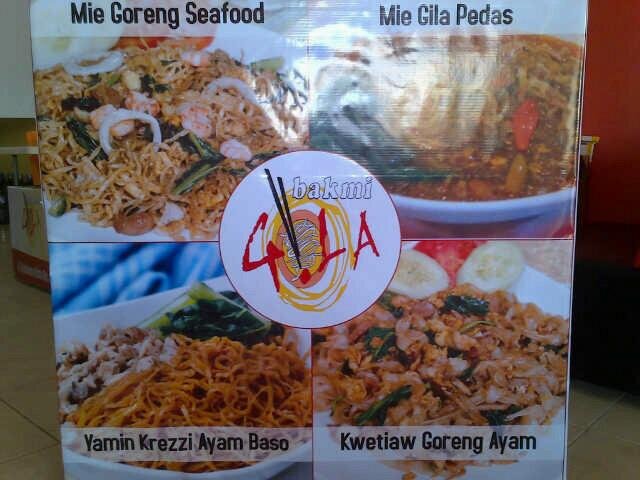 Mie Goreng Seafood
Mie Gila Pedas
bakmi
GILA
Yamin Krezzi Ayam Baso
Kwetiaw Goreng Ayam